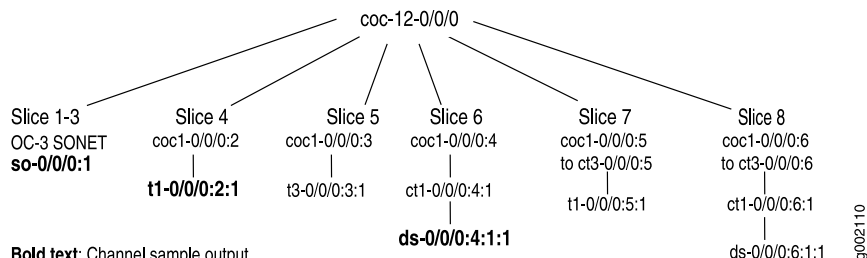 coc-12-0/0/0
Slice 1-3
OC-3 SONET
so-0/0/0:1
Slice 4
coc1-0/0/0:2
t1-0/0/0:2:1
Slice 5
coc1-0/0/0:3
t3-0/0/0:3:1
Slice 6
coc1-0/0/0:4
ct1-0/0/0:4:1
ds-0/0/0:4:1:1
Slice 7
coc1-0/0/0:5
to ct3-0/0/0:5
t1-0/0/0:5:1
Slice 8
coc1-0/0/0:6
to ct3-0/0/0:6
ct1-0/0/0:6:1
ds-0/0/0:6:1:1
Bold text: Channel sample output
g002110